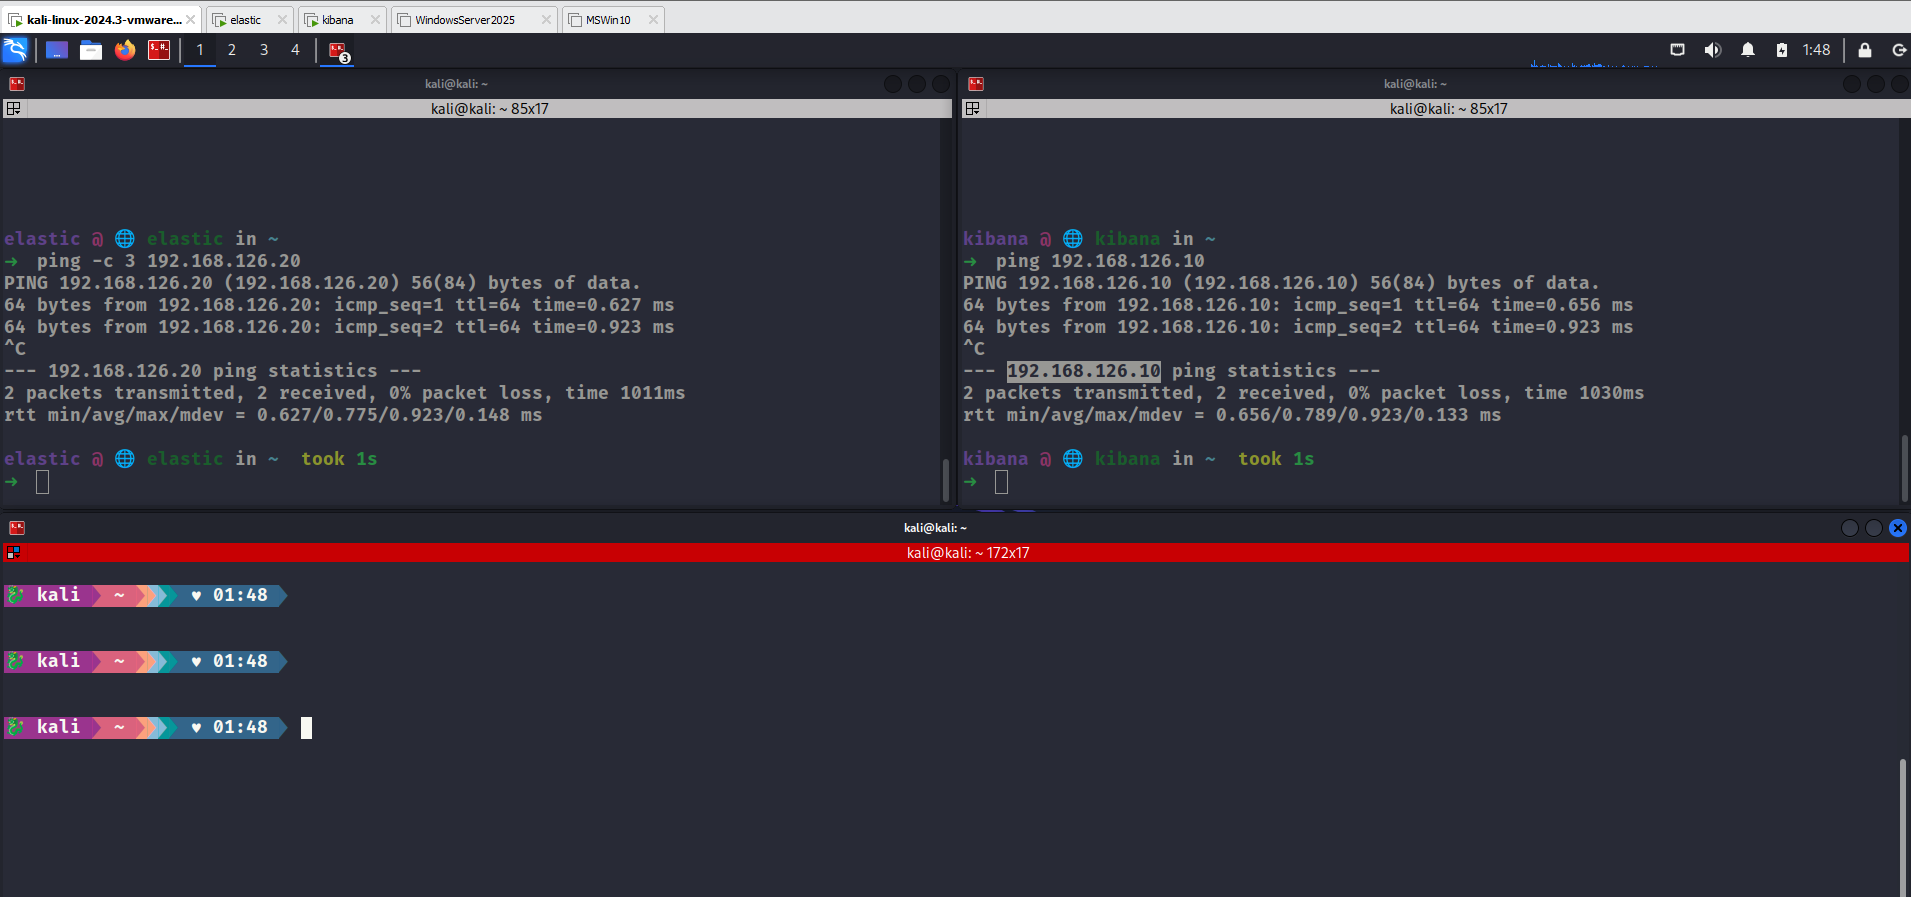 kali-linux-2024.3-vmware... elastic kibana WindowsServer2025 MSWin10
1 2 3 4 3 1:48
kali@kali: ~
kali@kali: ~ 85x17
elastic @ 🌐 elastic in ~
➜ ping -c 3 192.168.126.20
PING 192.168.126.20 (192.168.126.20) 56(84) bytes of data.
64 bytes from 192.168.126.20: icmp_seq=1 ttl=64 time=0.627 ms
64 bytes from 192.168.126.20: icmp_seq=2 ttl=64 time=0.923 ms
^C
--- 192.168.126.20 ping statistics ---
2 packets transmitted, 2 received, 0% packet loss, time 1011ms
rtt min/avg/max/mdev = 0.627/0.775/0.923/0.148 ms
elastic @ 🌐 elastic in ~ took 1s
➜
kali@kali: ~
kali@kali: ~ 85x17
kibana @ 🌐 kibana in ~
➜ ping 192.168.126.10
PING 192.168.126.10 (192.168.126.10) 56(84) bytes of data.
64 bytes from 192.168.126.10: icmp_seq=1 ttl=64 time=0.656 ms
64 bytes from 192.168.126.10: icmp_seq=2 ttl=64 time=0.923 ms
^C
--- 192.168.126.10 ping statistics ---
2 packets transmitted, 2 received, 0% packet loss, time 1030ms
rtt min/avg/max/mdev = 0.656/0.789/0.923/0.133 ms
kibana @ 🌐 kibana in ~ took 1s
➜
kali@kali: ~
kali@kali: ~ 172x17
🐉 kali ~ ♥ 01:48
🐉 kali ~ ♥ 01:48
🐉 kali ~ ♥ 01:48